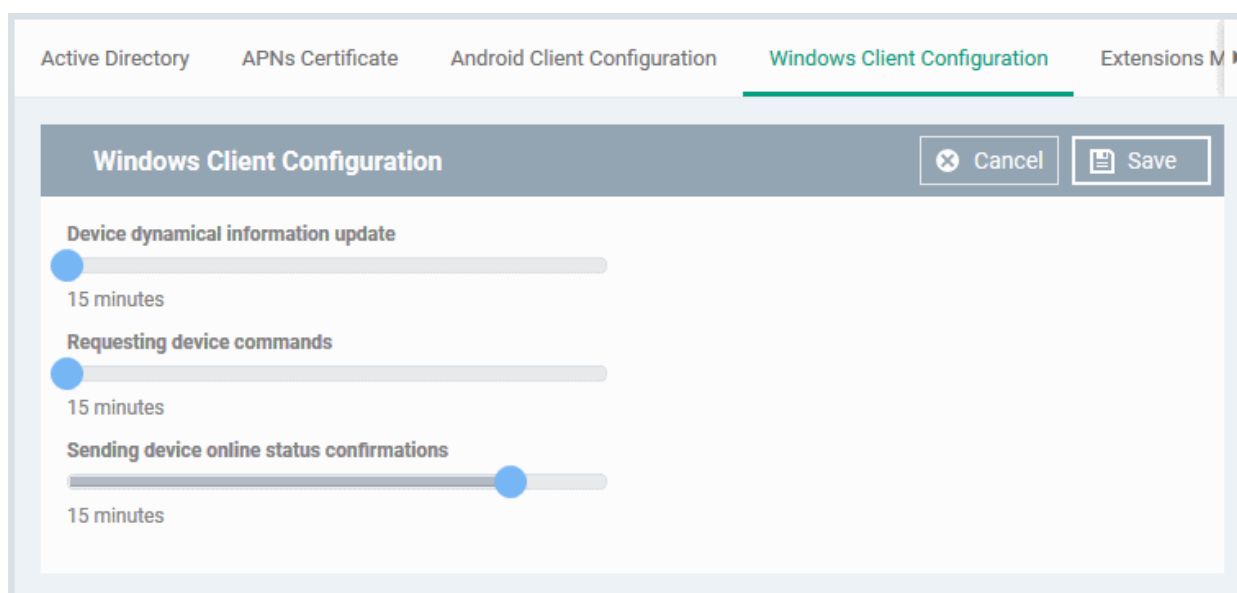 Active Directory APNs Certificate Android Client Configuration Windows Client Configuration Extensions M
Windows Client Configuration Cancel Save
Device dynamical information update
15 minutes
Requesting device commands
15 minutes
Sending device online status confirmations
15 minutes